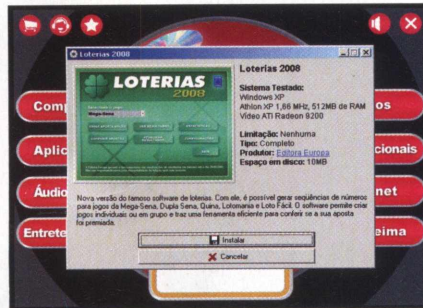 Loterias 2008
LOTERIAS
2008
Mega-Sena
Loterias 2008
Sistema Testado:
Windows XP
Athlon XP 1,66 MHz, 512MB de RAM
Vídeo ATI Radeon 9200
Limitação: Nenhuma
Tipo: Completo
Produtor: Editora Europa
Espaço em disco: 10MB
Comp
os
Aplic
cionais
Áudio
net
Entrete
eima
Nova versão do famoso software de loterias. Com ele, é possível gerar seqüências de números
para jogos da Mega-Sena, Dupla Sena, Quina, Lotomania e Loto Fácil. O software permite criar
jogos individuais ou em grupo e traz uma ferramenta eficiente para conferir se a sua aposta
foi premiada.
Instalar
Cancelar